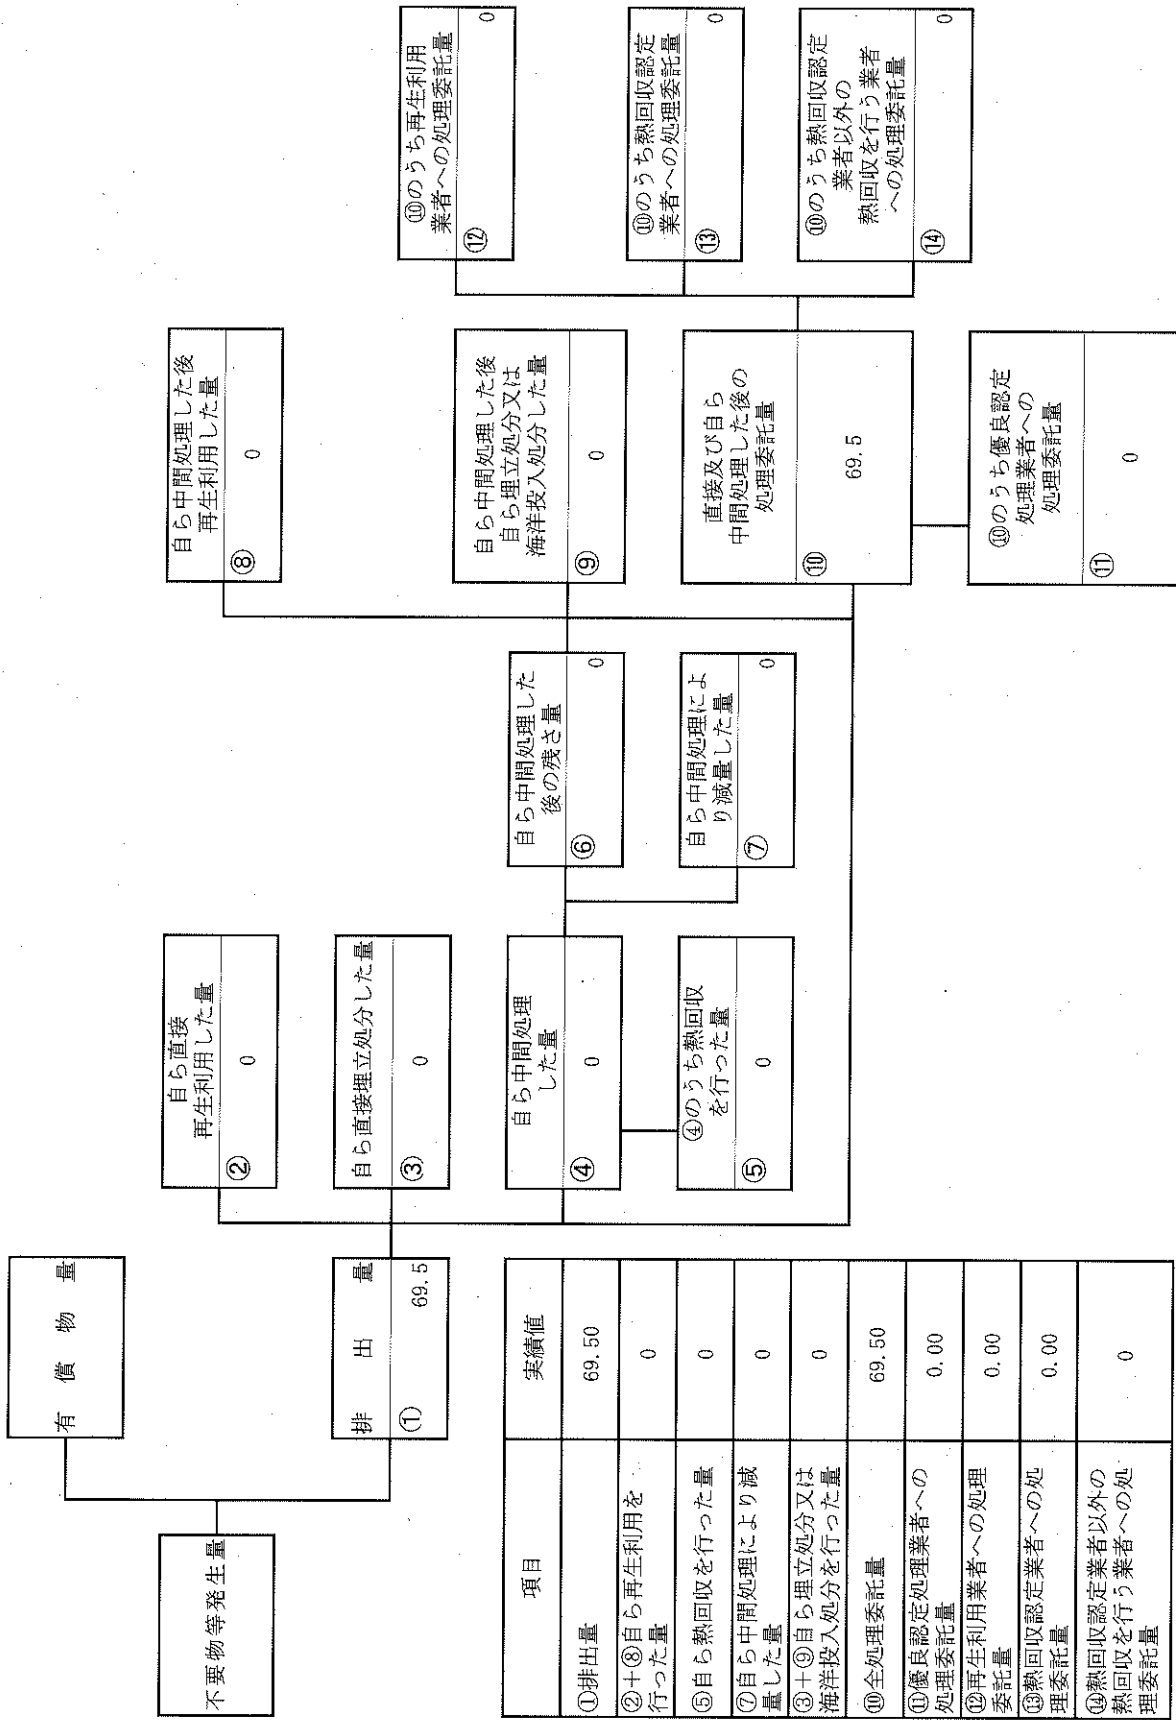 不要物等発生量
有 償 物 量
排 出 量
①
69.5
自ら直接
再生利用した量
②
0
自ら直接埋立処分した量
③
0
自ら中間処理
した量
④
0
④のうち熱回収
を行った量
⑤
0
自ら中間処理した
後の残さ量
⑥
0
自ら中間処理によ
り減量した量
⑦
0
自ら中間処理した後
再生利用した量
⑧
0
自ら中間処理した後
自ら埋立処分又は
海洋投入処分した量
⑨
0
直接及び自ら
中間処理した後の
処理委託量
⑩
69.5
⑩のうち優良認定
処理業者への
処理委託量
⑪
0
⑩のうち再生利用
業者への処理委託量
⑫
0
⑩のうち熱回収認定
業者への処理委託量
⑬
0
⑩のうち熱回収認定
業者以外の
熱回収を行う業者
への処理委託量
⑭
0
項目 実績値
①排出量 69.50
②+⑧自ら再生利用を
行った量 0
⑤自ら熱回収を行った量 0
⑦自ら中間処理により減
量した量 0
③+⑨自ら埋立処分又は
海洋投入処分を行った量 0
⑩全処理委託量 69.50
⑪優良認定処理業者への
処理委託量 0.00
⑫再生利用業者への処理
委託量 0.00
⑬熱回収認定業者への処
理委託量 0.00
⑭熱回収認定業者以外の
熱回収を行う業者への処
理委託量 0